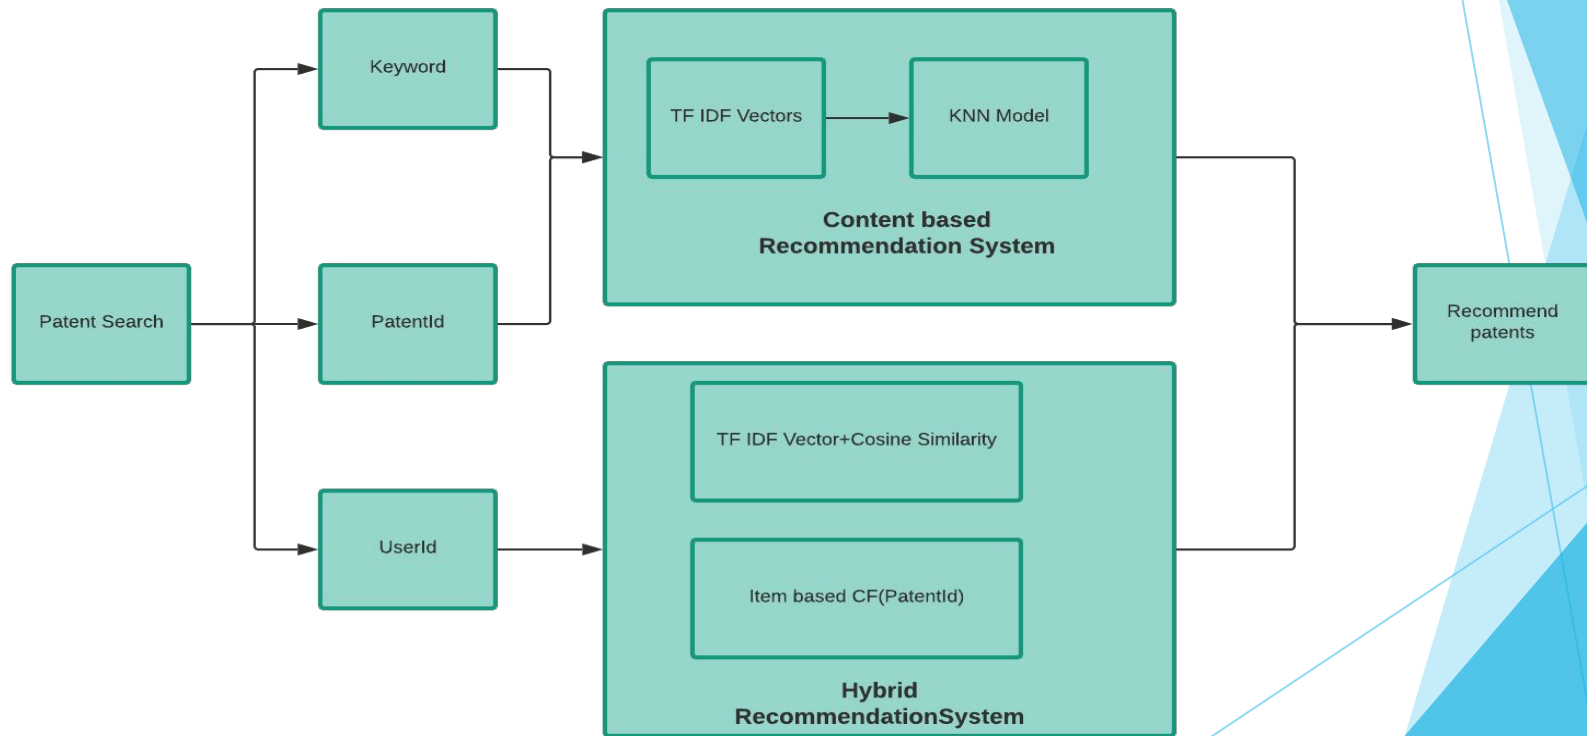 Keyword
TF IDF Vectors
KNN Model
Content based
Recommendation System
Patent Search
PatentId
Recommend
patents
TF IDF Vector+Cosine Similarity
UserId
Item based CF(PatentId)
Hybrid
RecommendationSystem